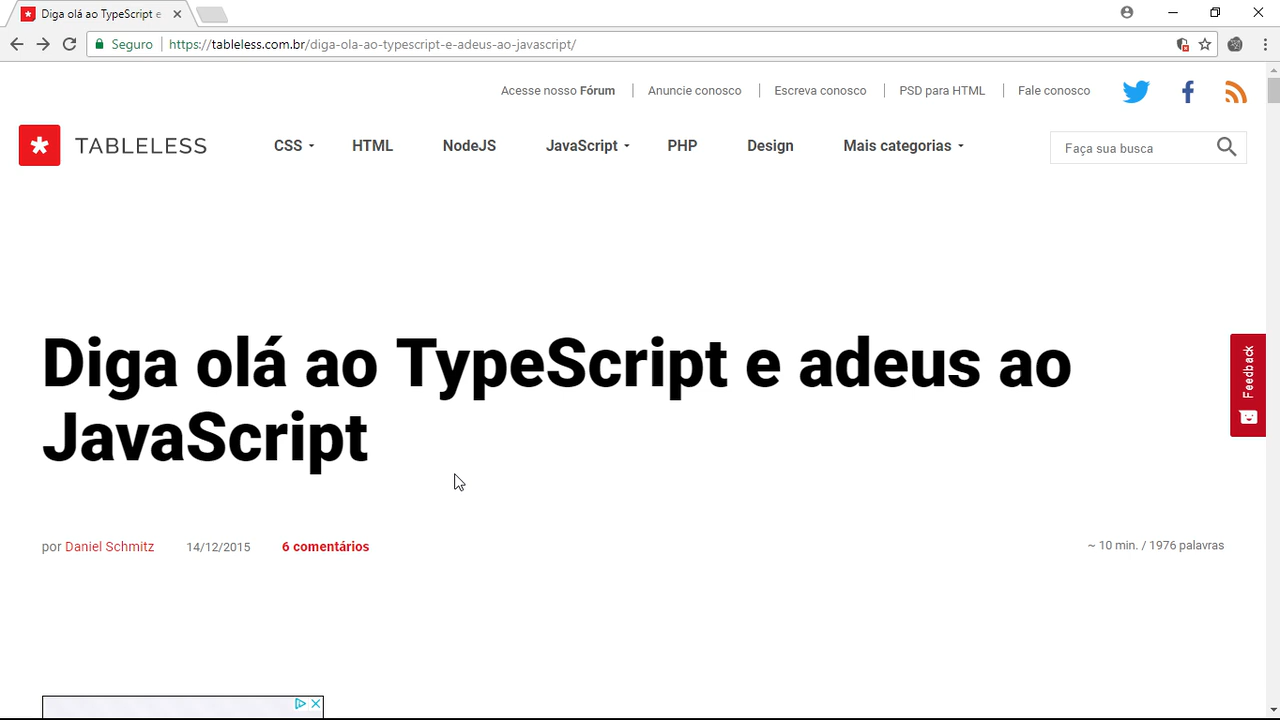 Diga olá ao TypeScript e
Seguro https://tableless.com.br/diga-ola-ao-typescript-e-adeus-ao-javascript/
Acesse nosso Fórum Anuncie conosco Escreva conosco PSD para HTML Fale conosco
TABLELESS CSS HTML NodeJS JavaScript PHP Design Mais categorias Faça sua busca
Diga olá ao TypeScript e adeus ao
JavaScript
Feedback
por Daniel Schmitz 14/12/2015 6 comentários ~ 10 min. / 1976 palavras